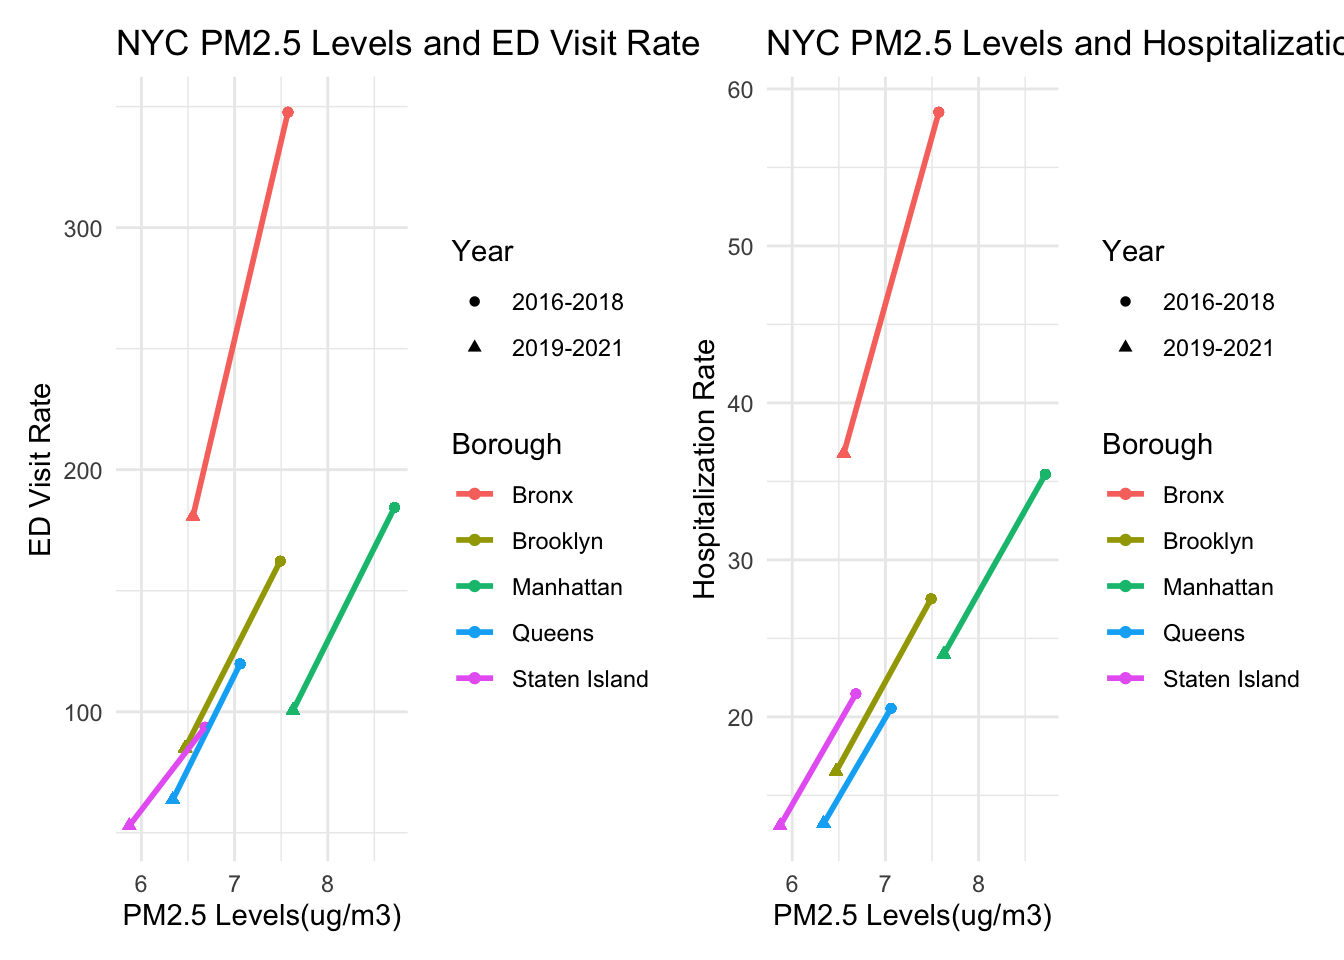 NYC PM2.5 Levels and ED Visit Rate
300
200
100
ED Visit Rate
6 7 8
PM2.5 Levels(ug/m3)
Year
2016-2018
2019-2021
Borough
Bronx
Brooklyn
Manhattan
Queens
Staten Island
NYC PM2.5 Levels and Hospitalizatio
60
50
40
30
20
Hospitalization Rate
6 7 8
PM2.5 Levels(ug/m3)
Year
2016-2018
2019-2021
Borough
Bronx
Brooklyn
Manhattan
Queens
Staten Island